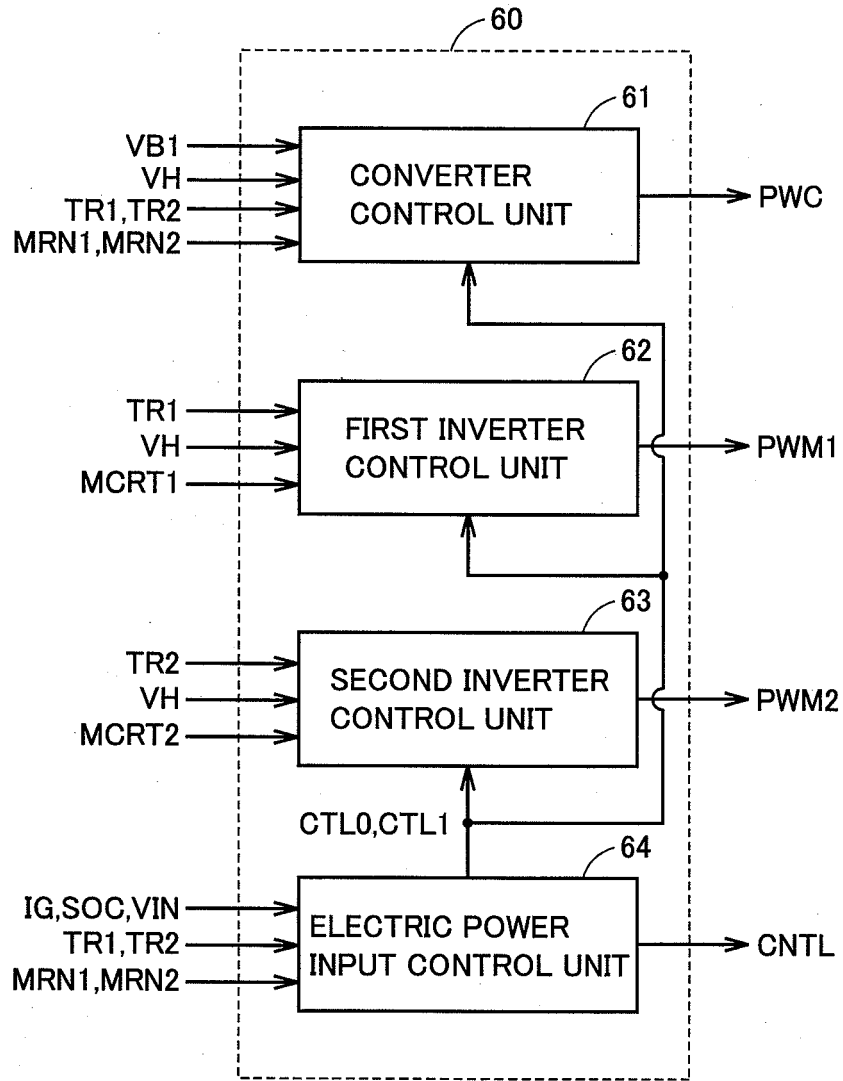 60
61
VB1
VH
TR1,TR2
MRN1,MRN2
CONVERTER
CONTROL UNIT
PWC
62
TR1
VH
MCRT1
FIRST INVERTER
CONTROL UNIT
PWM1
63
TR2
VH
MCRT2
SECOND INVERTER
CONTROL UNIT
PWM2
CTL0,CTL1
64
IG,SOC,VIN
TR1,TR2
MRN1,MRN2
ELECTRIC POWER
INPUT CONTROL UNIT
CNTL